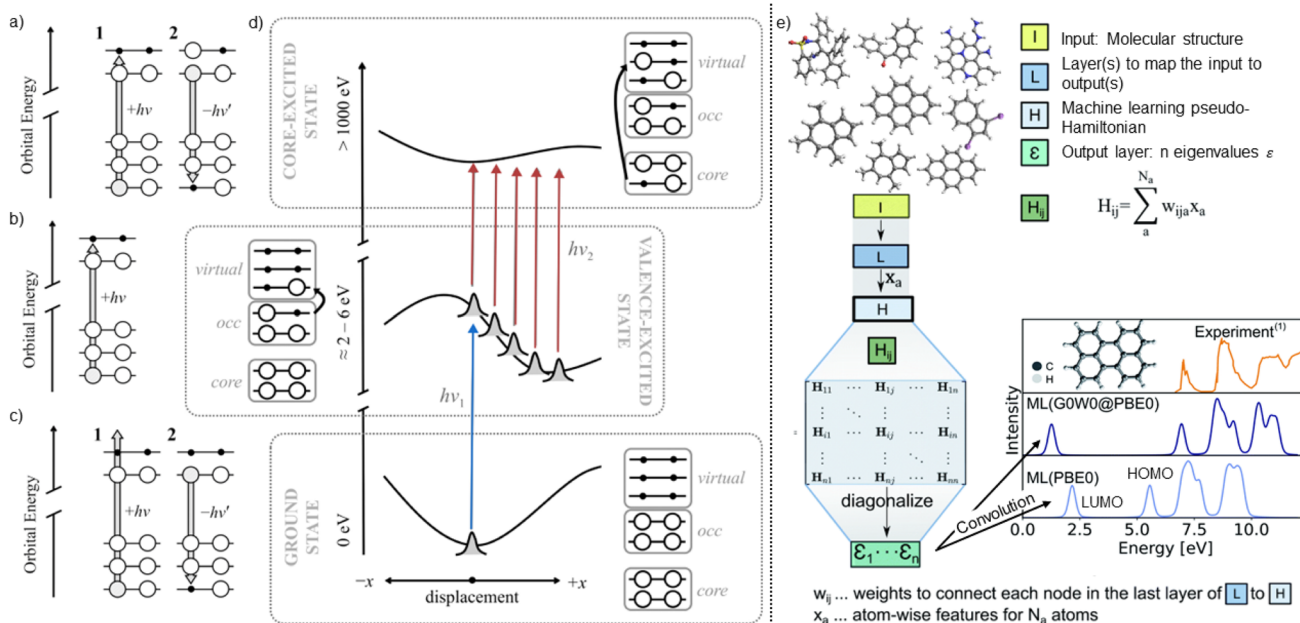 a)
1
2
Orbital Energy
+hν
−hν′
b)
Orbital Energy
+hν
c)
1
2
Orbital Energy
+hν
−hν′
d)
CORE-EXCITED
STATE
> 1000 eV
virtual
occ
core
virtual
occ
core
≈ 2 – 6 eV
hν2
VALENCE-EXCITED
STATE
hν1
GROUND
STATE
0 eV
virtual
occ
core
−x
+x
displacement
e)
I
Input: Molecular structure
L
Layer(s) to map the input to
output(s)
H
Machine learning pseudo-
Hamiltonian
ε
Output layer: n eigenvalues ε
Hij
Hij=∑ wijaxa
Na
a
I
L
xa
H
Hij
H11 ⋯ H1j ⋯ H1n
⋮ ⋱ ⋮ ⋮
Hi1 ⋯ Hij ⋯ Hin
⋮ ⋮ ⋱ ⋮
Hn1 ⋯ Hnj ⋯ Hnn
diagonalize
ε1···εn
Convolution
Intensity
C
H
Experiment(1)
ML(G0W0@PBE0)
ML(PBE0)
HOMO
LUMO
0.0 2.5 5.0 7.5 10.0
Energy [eV]
wij ... weights to connect each node in the last layer of L to H
xa ... atom-wise features for Na atoms